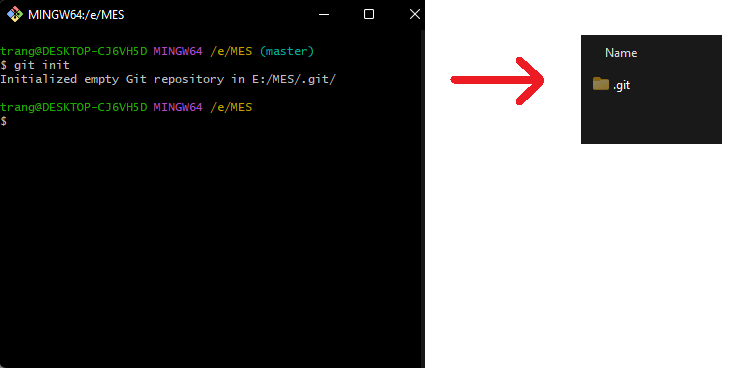 MINGW64:/e/MES
trang@DESKTOP-CJ6VH5D MINGW64 /e/MES (master)
$ git init
Initialized empty Git repository in E:/MES/.git/
trang@DESKTOP-CJ6VH5D MINGW64 /e/MES
$
Name
.git